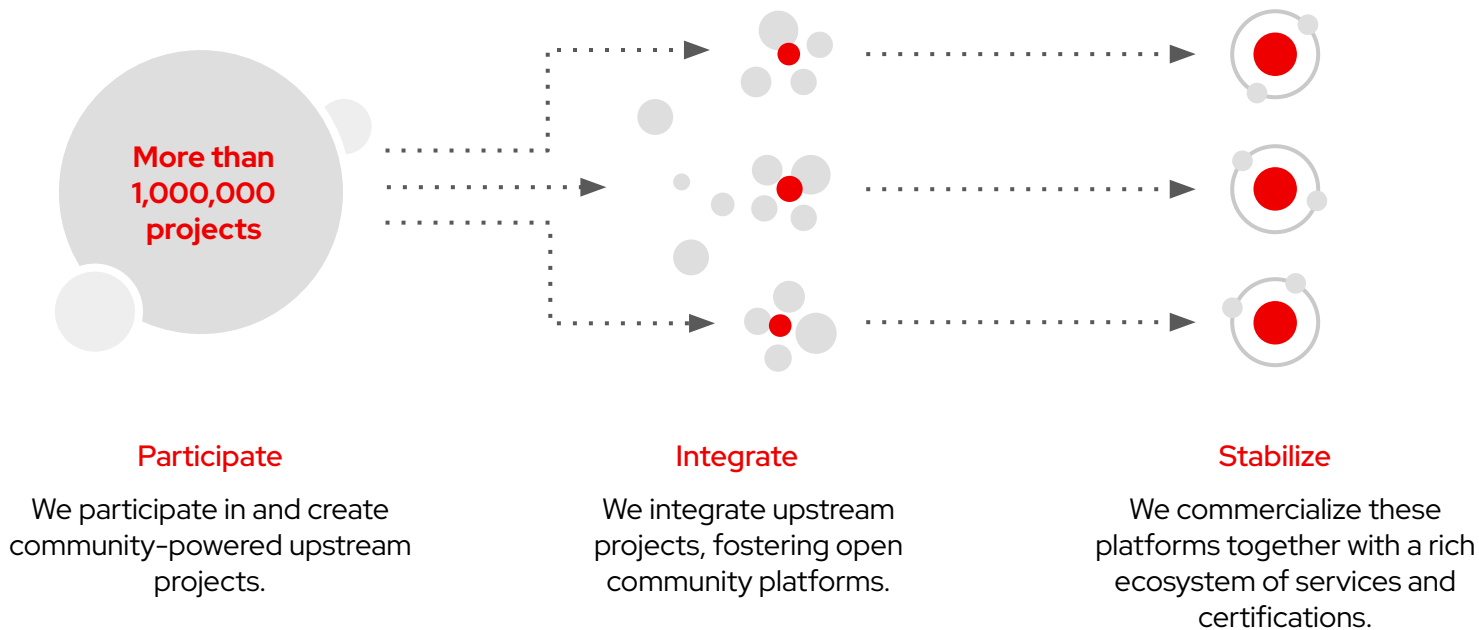 More than
1,000,000
projects
Participate
We participate in and create
community-powered upstream
projects.
Integrate
We integrate upstream
projects, fostering open
community platforms.
Stabilize
We commercialize these
platforms together with a rich
ecosystem of services and
certifications.